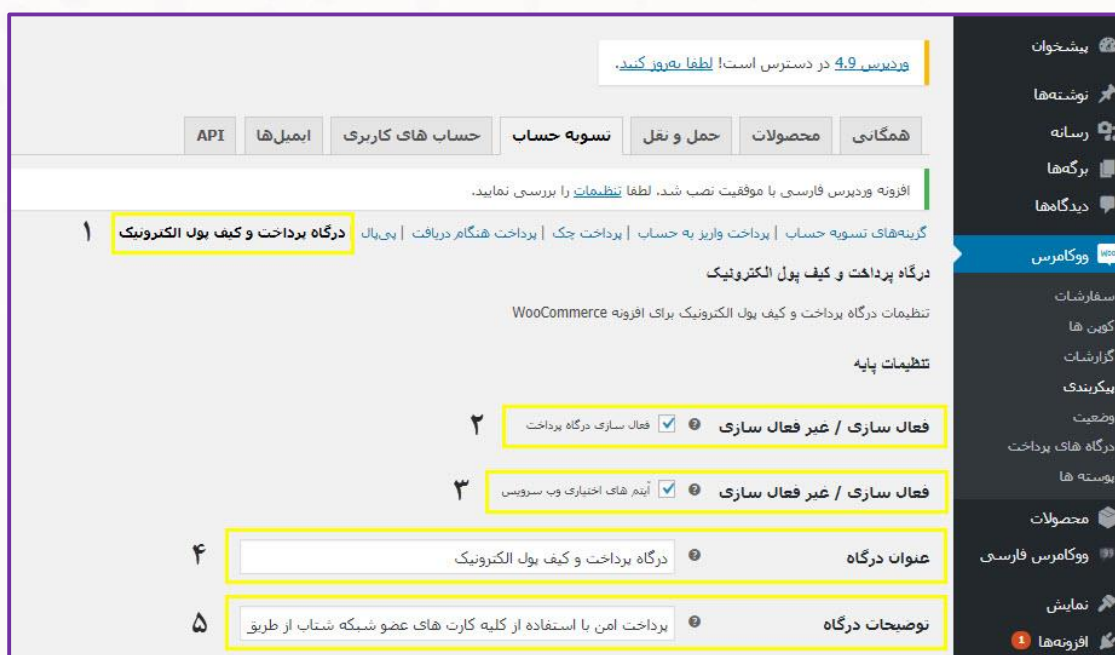 پیشخوان
نوشته‌ها
رسانه
برگه‌ها
دیدگاه‌ها
Woo ووکامرس
سفارشات
کوپن ها
گزارشات
پیکربندی
وضعیت
درگاه های پرداخت
پوسته ها
محصولات
ووکامرس فارسی
نمایش
افزونه‌ها 1
وردپرس 4.9 در دسترس است! لطفا به‌روز کنید.
همگانی محصولات حمل و نقل تسویه حساب حساب های کاربری ایمیل‌ها API
افزونه وردپرس فارسی با موفقیت نصب شد. لطفا تنظیمات را بررسی نمایید.
گزینه‌های تسویه حساب | پرداخت واریز به حساب | پرداخت چک | پرداخت هنگام دریافت | پی‌پال | درگاه پرداخت و کیف پول الکترونیک ۱
درگاه پرداخت و کیف پول الکترونیک
تنظیمات درگاه پرداخت و کیف پول الکترونیک برای افزونه WooCommerce
تنظیمات پایه
فعال سازی / غیر فعال سازی ? فعال سازی درگاه پرداخت ۲
فعال سازی / غیر فعال سازی ? آیتم های اختیاری وب سرویس ۳
عنوان درگاه ? درگاه پرداخت و کیف پول الکترونیک ۴
توضیحات درگاه ? پرداخت امن با استفاده از کلیه کارت های عضو شبکه شتاب از طریق ۵